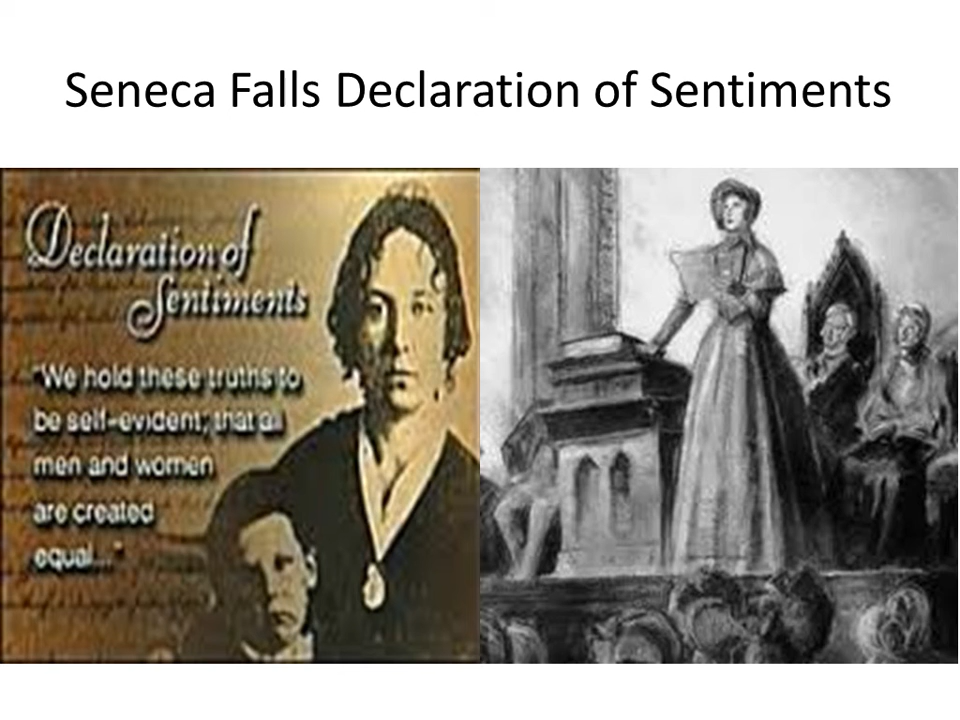 Seneca Falls Declaration of Sentiments
Declaration of
Sentiments
"We hold these truths to
be self-evident; that all
men and women
are created
equal..."